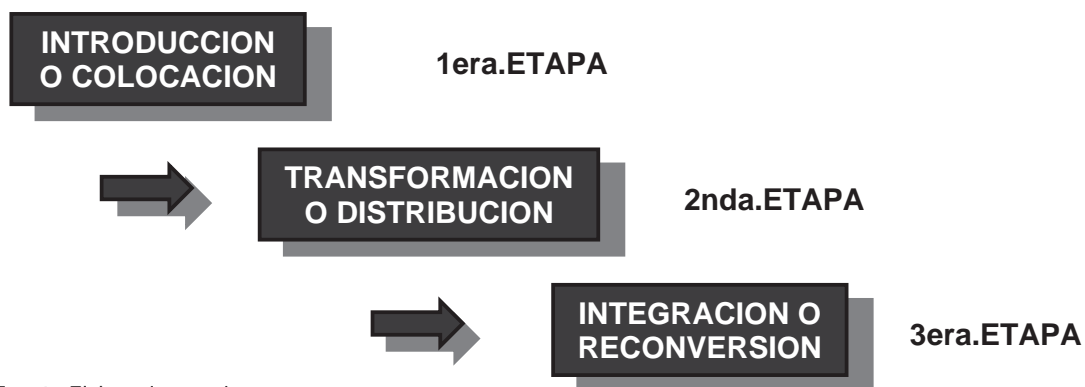 INTRODUCCION
O COLOCACION
1era.ETAPA
TRANSFORMACION
O DISTRIBUCION
2nda.ETAPA
INTEGRACION O
RECONVERSION
3era.ETAPA